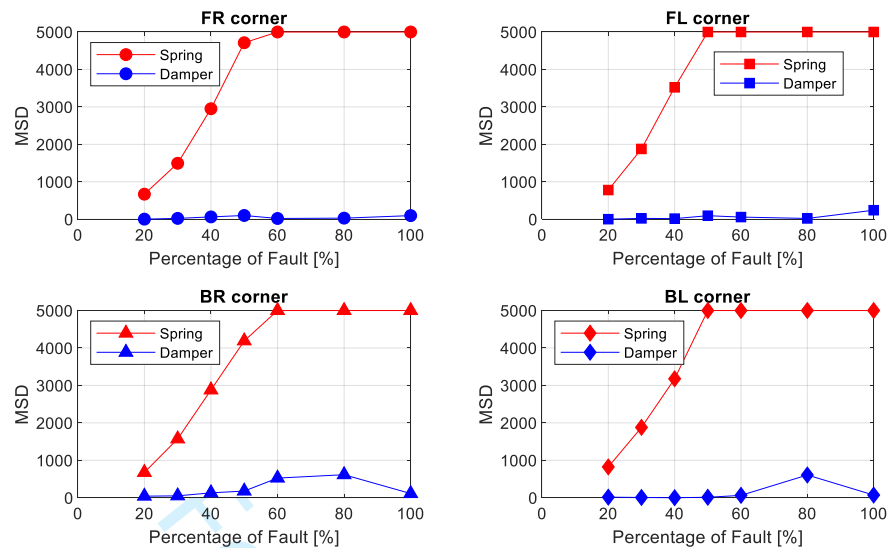 FR corner
5000
4000
3000
2000
1000
0
MSD
Spring
Damper
0 20 40 60 80 100
Percentage of Fault [%]
FL corner
5000
4000
3000
2000
1000
0
MSD
Spring
Damper
0 20 40 60 80 100
Percentage of Fault [%]
BR corner
5000
4000
3000
2000
1000
0
MSD
Spring
Damper
0 20 40 60 80 100
Percentage of Fault [%]
BL corner
5000
4000
3000
2000
1000
0
MSD
Spring
Damper
0 20 40 60 80 100
Percentage of Fault [%]